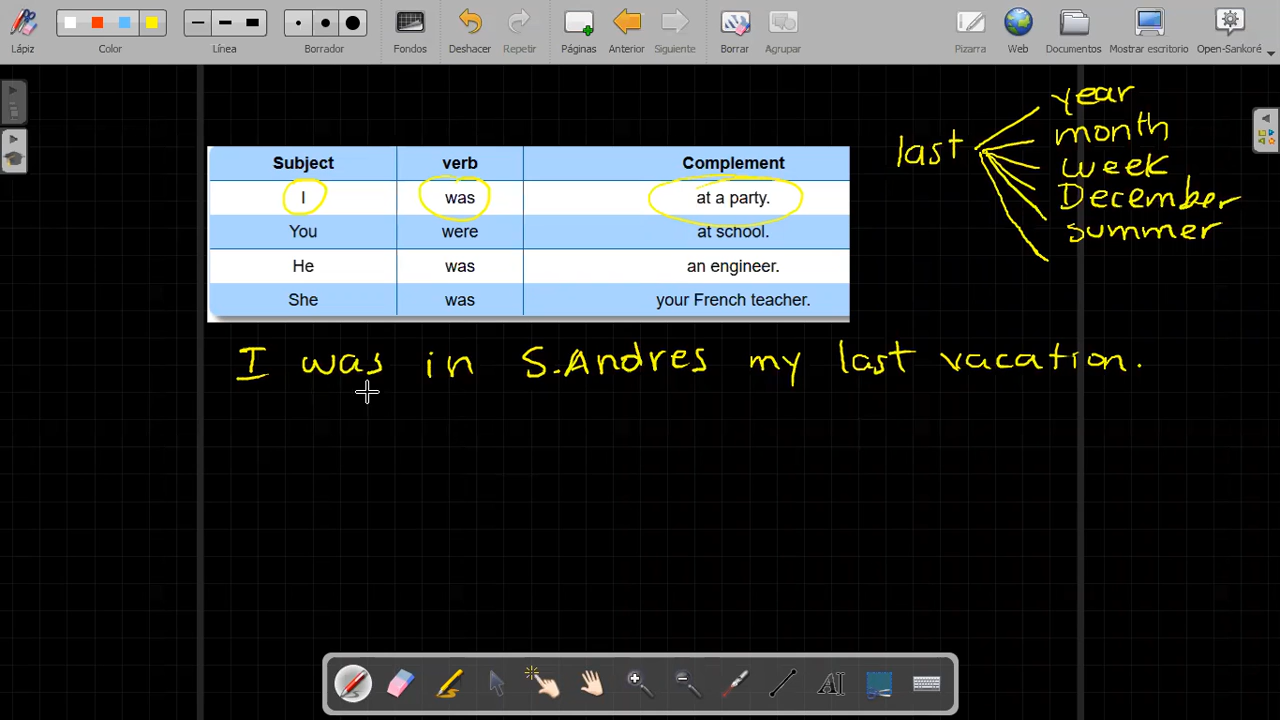 Lápiz Color Línea Borrador Fondos Deshacer Repetir Páginas Anterior Siguiente Borrar Agrupar Pizarra Web Documentos Mostrar escritorio Open-Sankoré
last
year
month
week
December
summer
Subject verb Complement
I was at a party.
You were at school.
He was an engineer.
She was your French teacher.
I was in S.Andres my last vacation.
AI